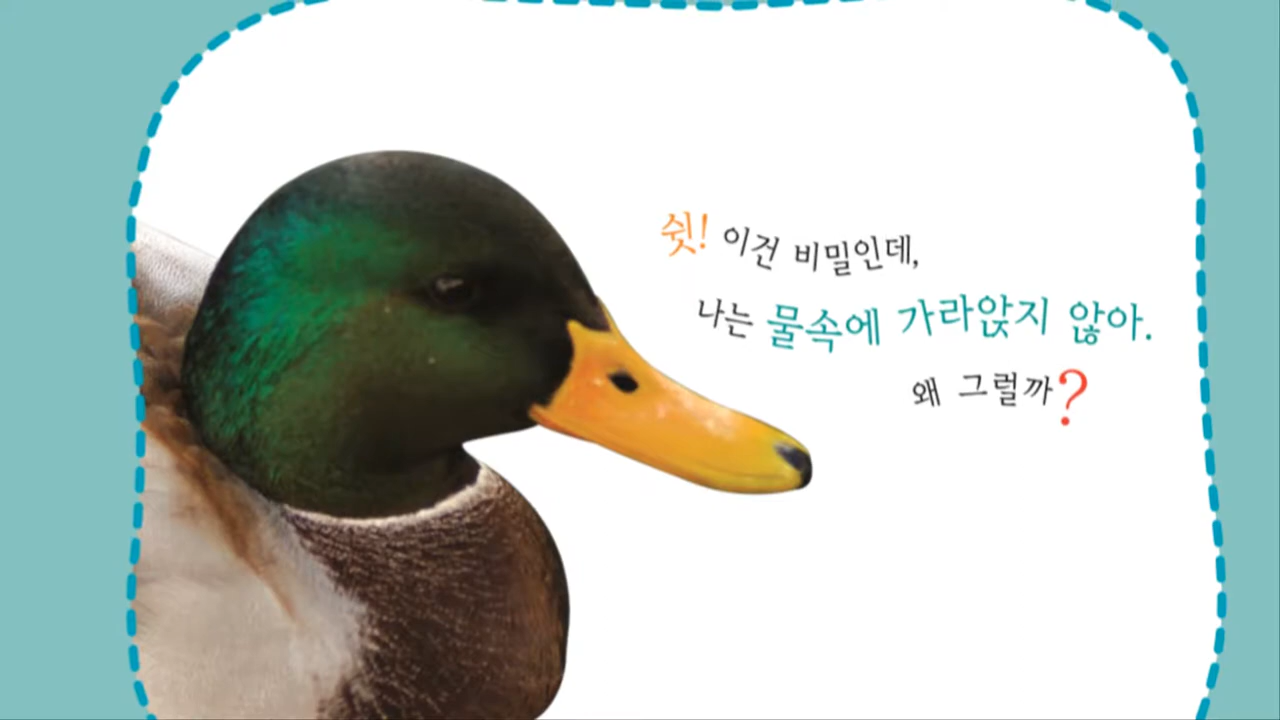 쉿! 이건 비밀인데,
나는 물속에 가라앉지 않아.
왜 그럴까?